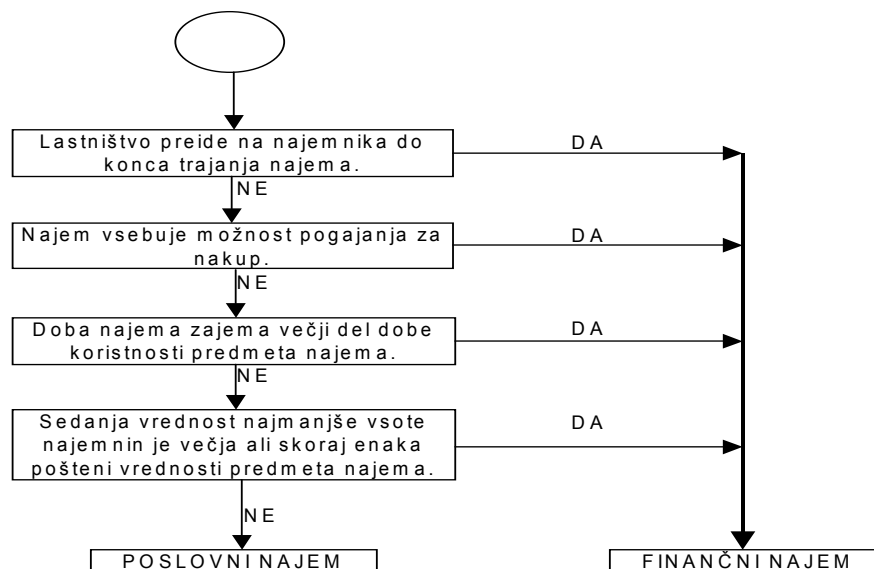 Lastništvo preide na najemnika do
konca trajanja najema.
DA
NE
Najem vsebuje možnost pogajanja za
nakup.
DA
NE
Doba najema zajema večji del dobe
koristnosti predmeta najema.
DA
NE
Sedanja vrednost najmanjše vsote
najemnin je večja ali skoraj enaka
pošteni vrednosti predmeta najema.
DA
NE
POSLOVNI NAJEM
FINANČNI NAJEM